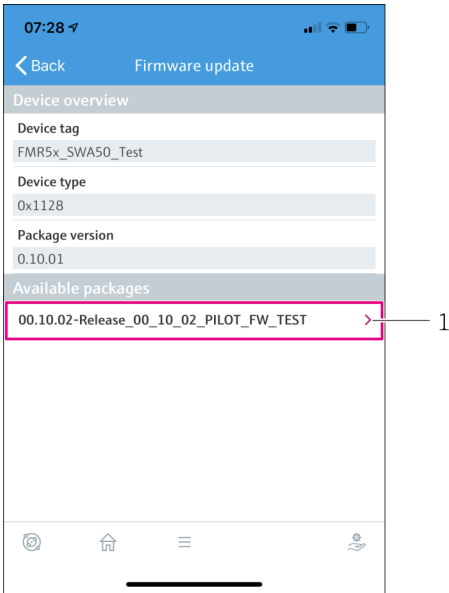 07:28
Back
Firmware update
Device overview
Device tag
FMR5x_SWA50_Test
Device type
0x1128
Package version
0.10.01
Available packages
00.10.02-Release_00_10_02_PILOT_FW_TEST
1